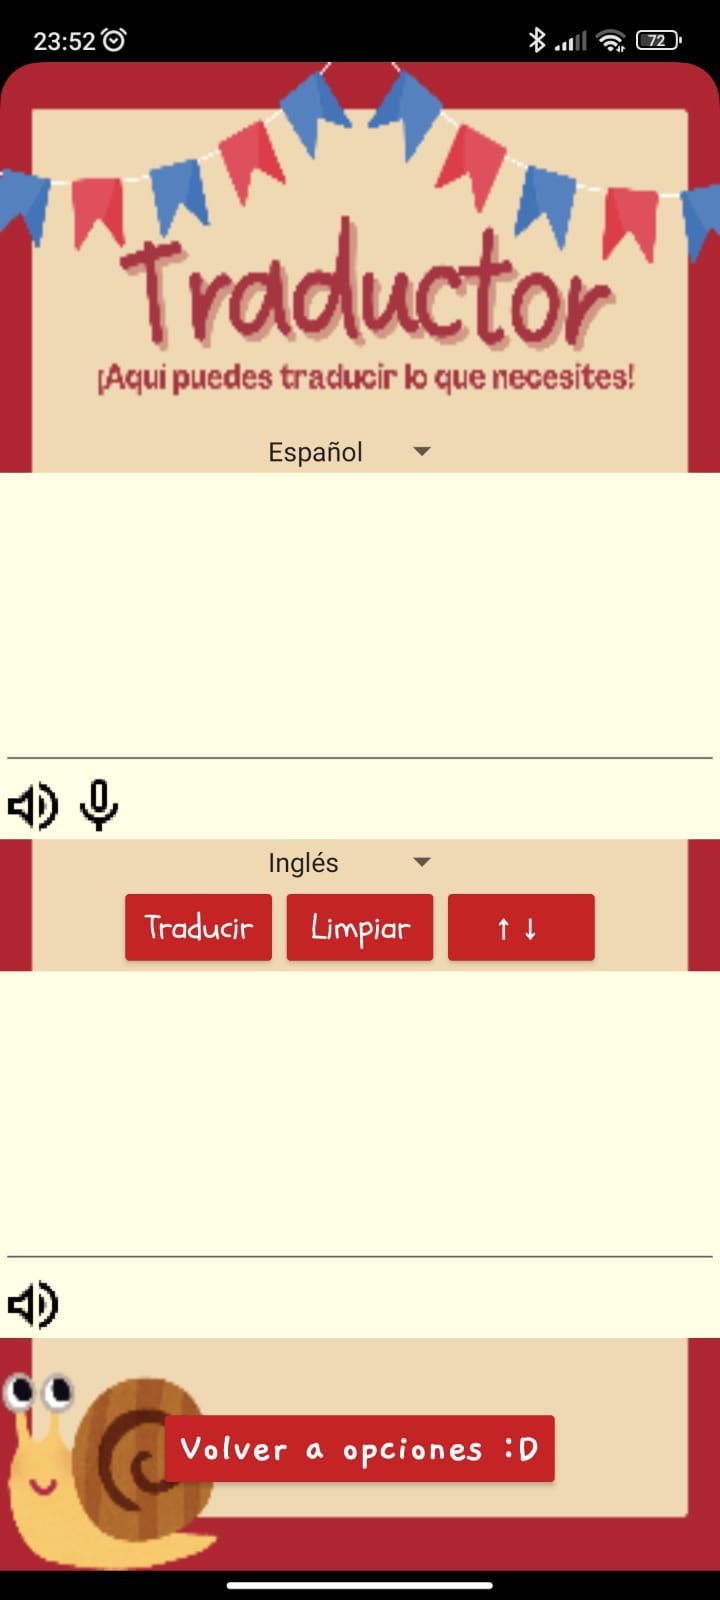 23:52
72
Traductor
¡Aqui puedes traducir lo que necesites!
Español
Inglés
Traducir Limpiar ↑ ↓
Volver a opciones :D